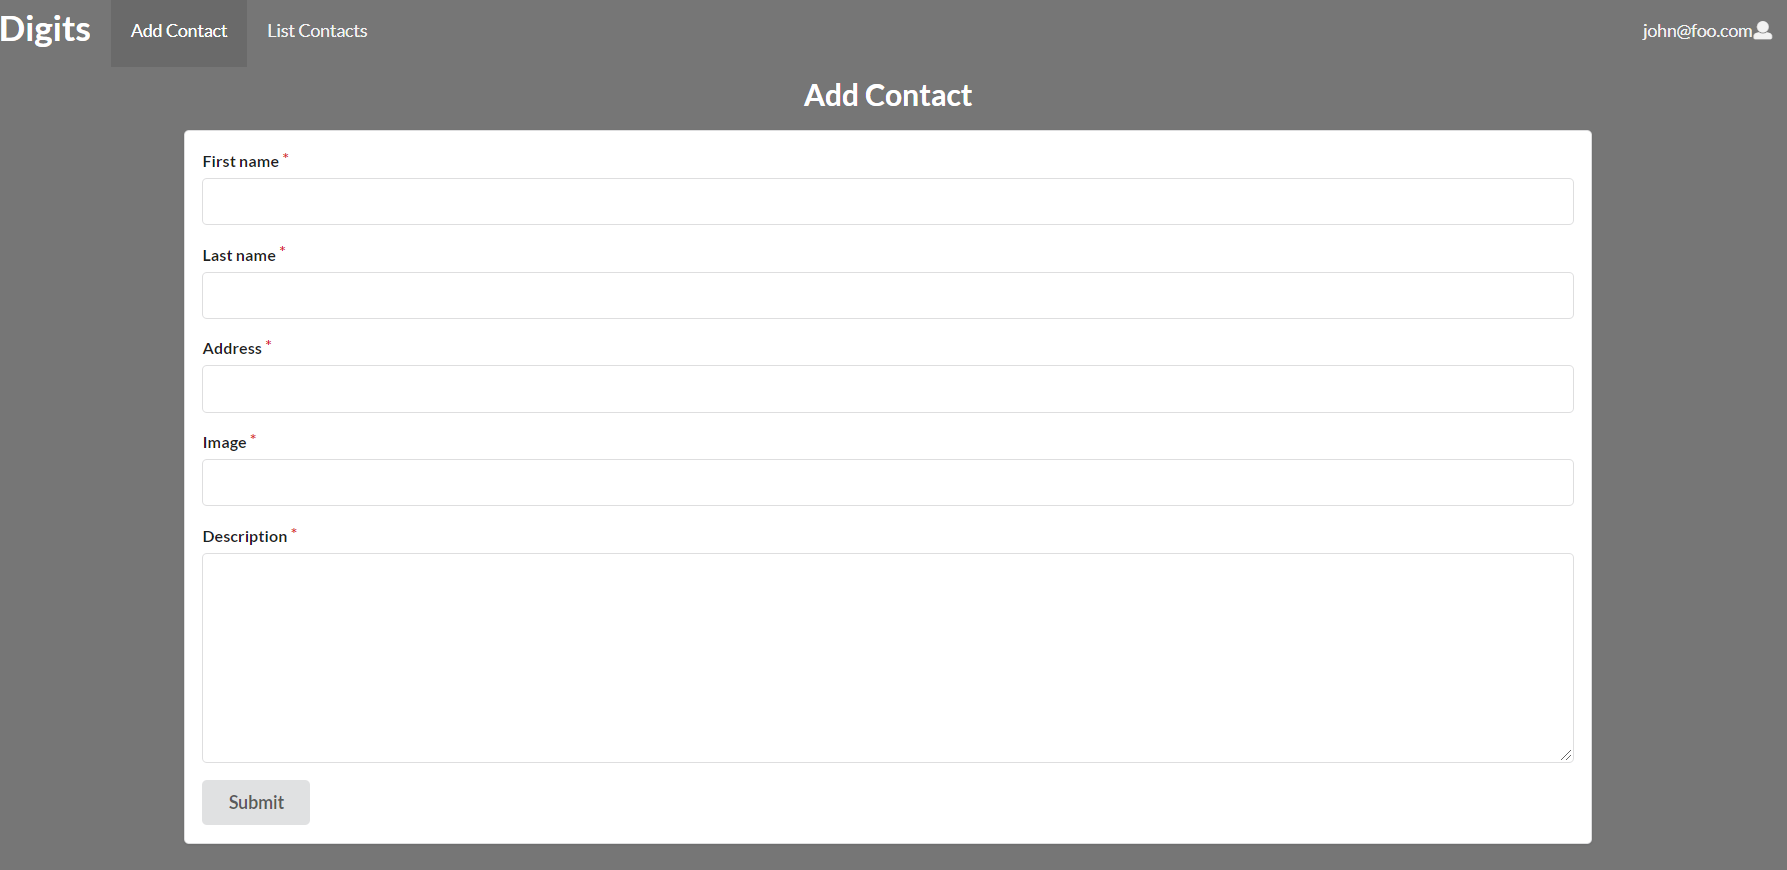 Digits Add Contact List Contacts john@foo.com
Add Contact
First name *
Last name *
Address *
Image *
Description *
Submit